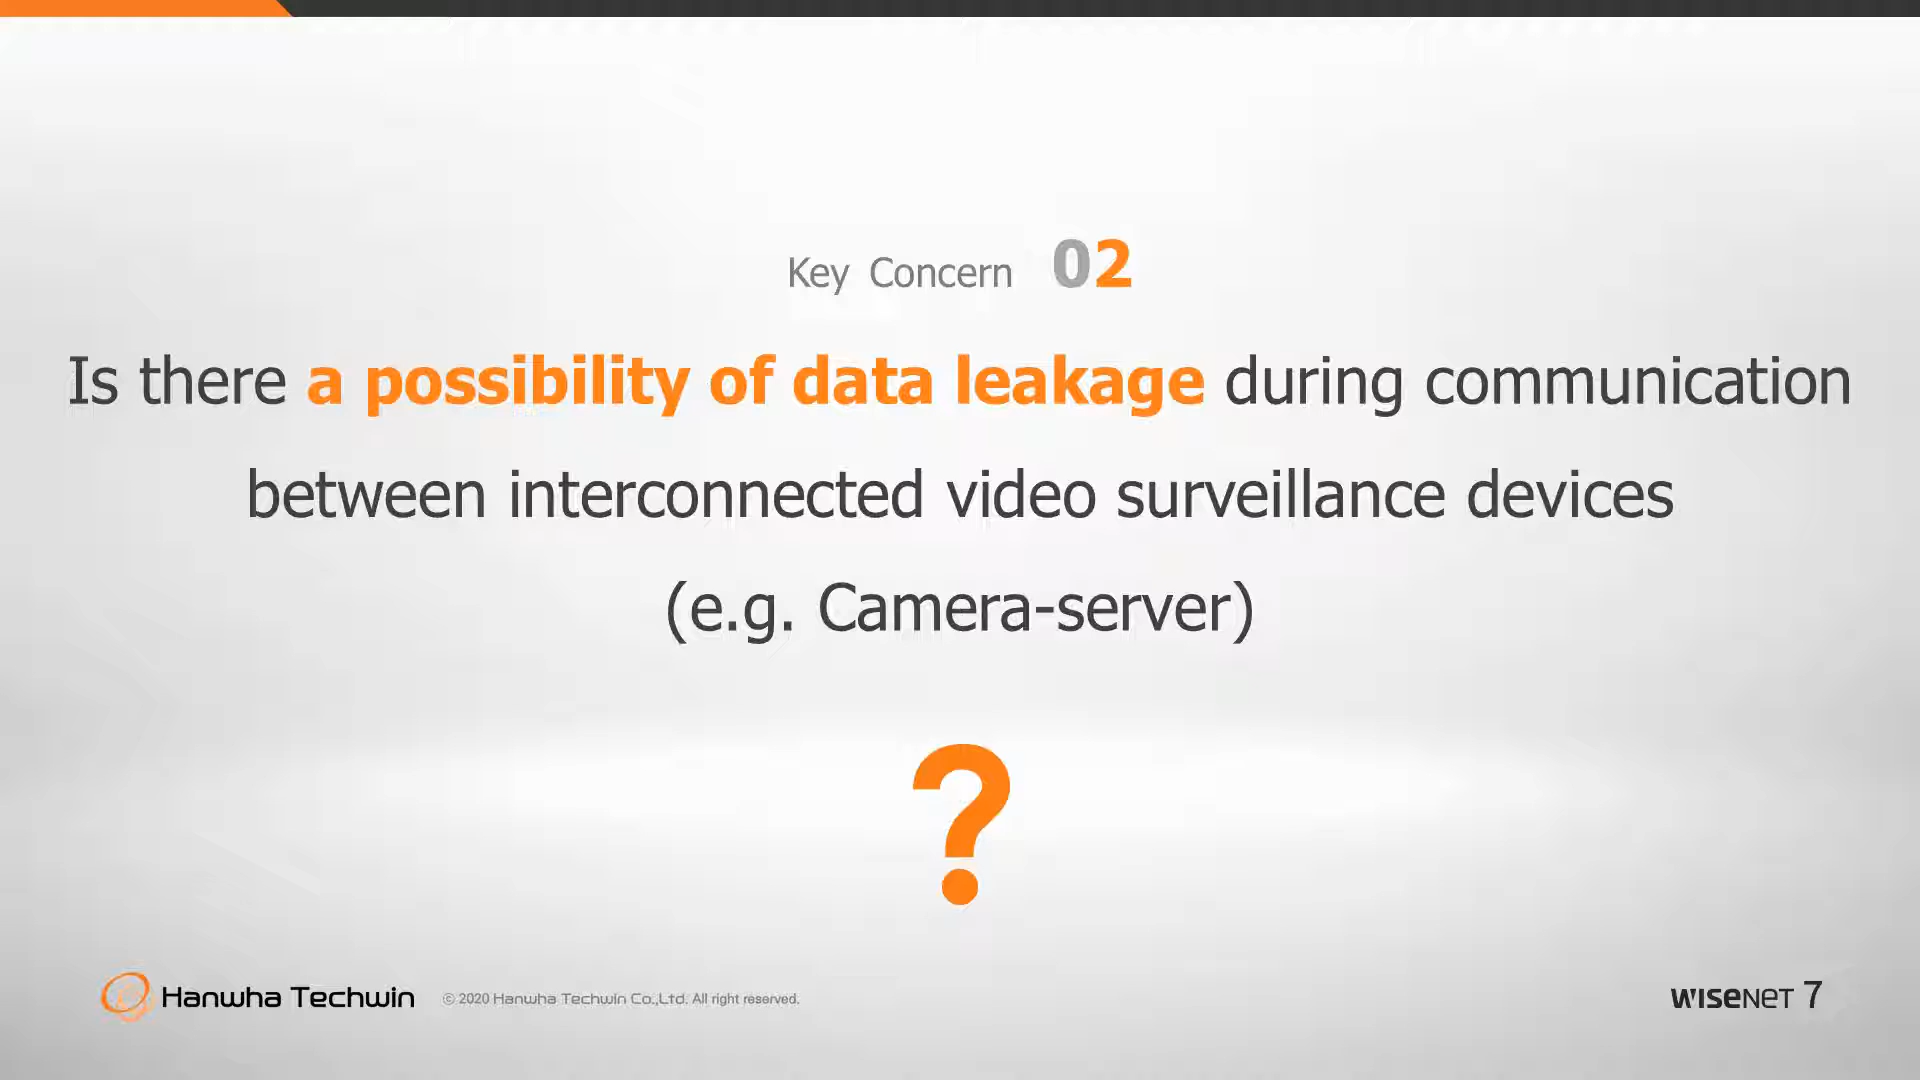 Key Concern 02
Is there a possibility of data leakage during communication
between interconnected video surveillance devices
(e.g. Camera-server)
?
Hanwha Techwin © 2020 Hanwha Techwin Co.,Ltd. All right reserved. WISENET 7